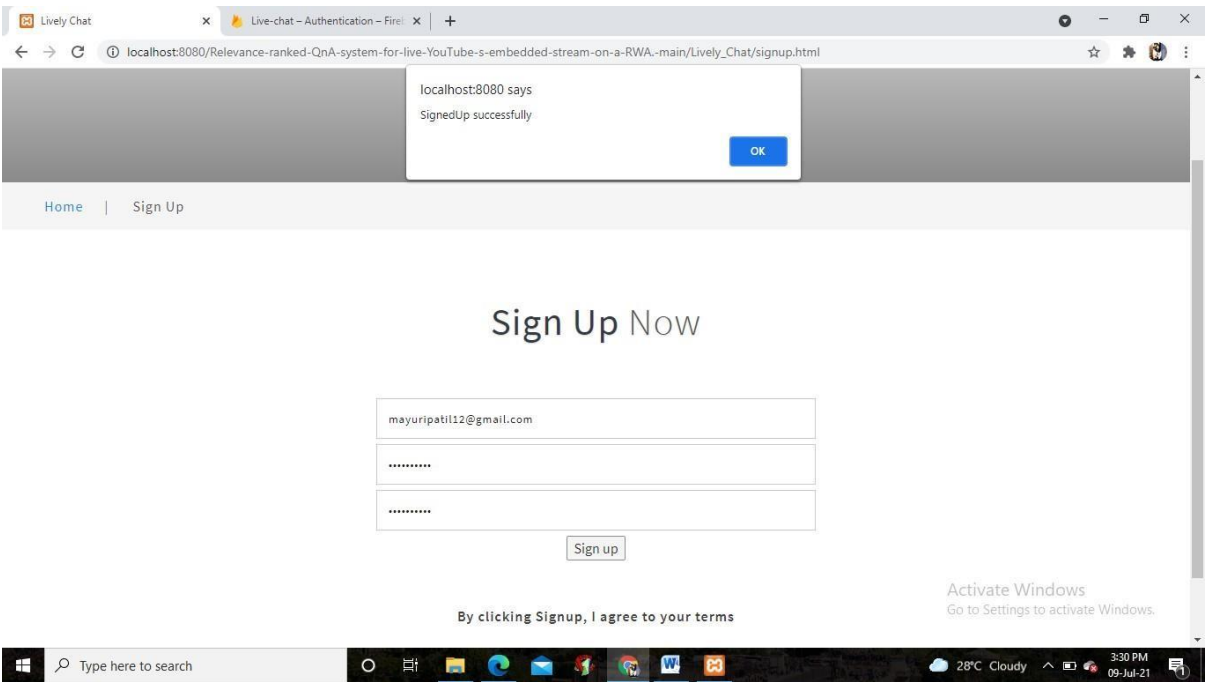 Lively Chat
Live-chat – Authentication – Fire
localhost:8080/Relevance-ranked-QnA-system-for-live-YouTube-s-embedded-stream-on-a-RWA.-main/Lively_Chat/signup.html
localhost:8080 says
SignedUp successfully
OK
Home | Sign Up
Sign Up Now
mayuripatil12@gmail.com
••••••••••
••••••••••
Sign up
By clicking Signup, I agree to your terms
Activate Windows
Go to Settings to activate Windows.
Type here to search
28°C Cloudy
3:30 PM
09-Jul-21